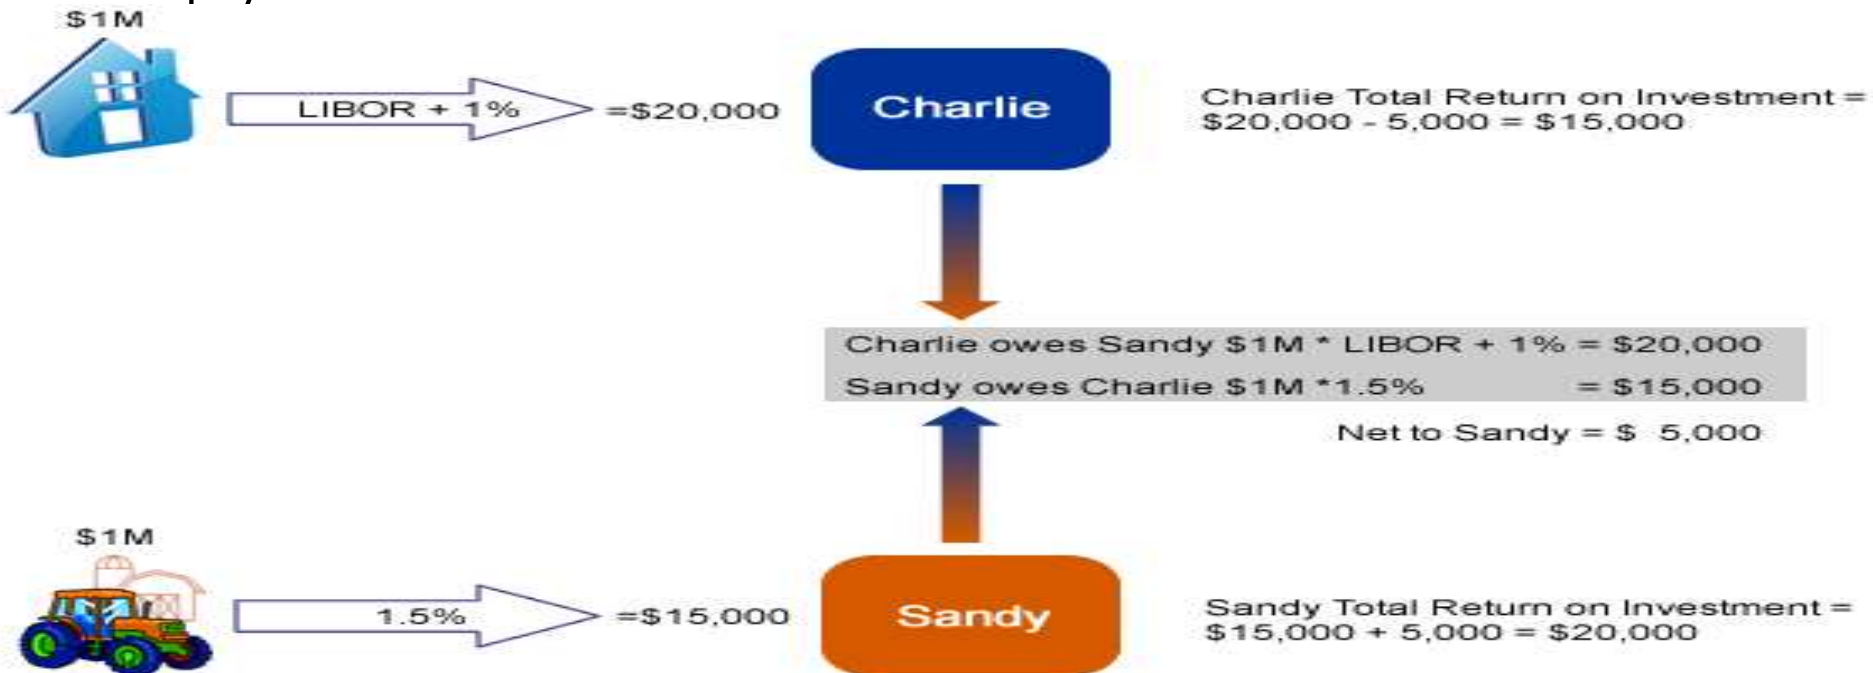 $1M
LIBOR + 1%
=$20,000
Charlie
Charlie Total Return on Investment =
$20,000 - 5,000 = $15,000
Charlie owes Sandy $1M * LIBOR + 1% = $20,000
Sandy owes Charlie $1M *1.5% = $15,000
Net to Sandy = $ 5,000
$1M
1.5%
=$15,000
Sandy
Sandy Total Return on Investment =
$15,000 + 5,000 = $20,000